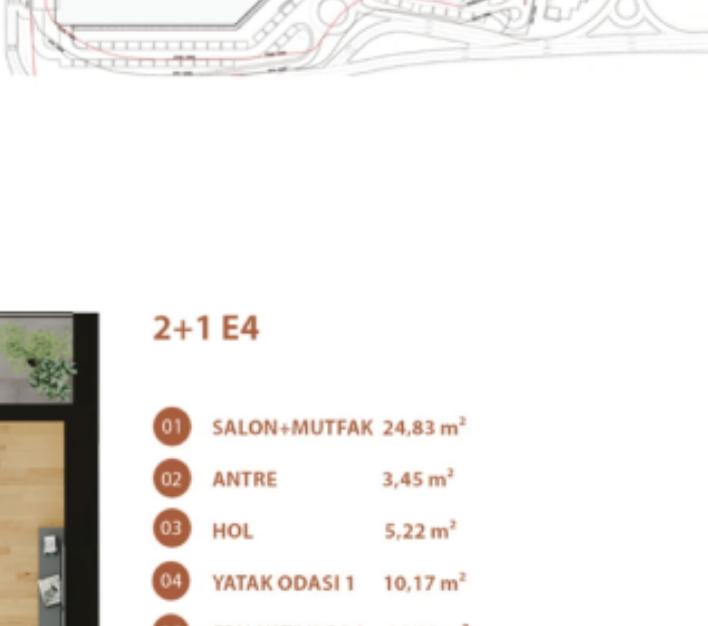 2+1 E4
01 SALON+MUTFAK 24,83 m²
02 ANTRE 3,45 m²
03 HOL 5,22 m²
04 YATAK ODASI 1 10,17 m²